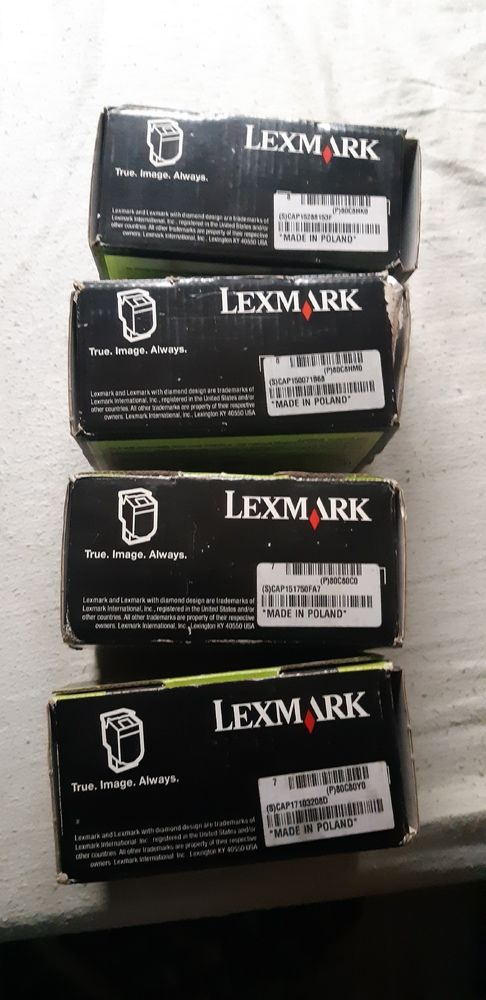 LEXMARK
True. Image. Always.
8
(P)80C8HK0
(S)CAP15288153F
"MADE IN POLAND"
Lexmark and Lexmark with diamond design are trademarks of
Lexmark International, Inc., registered in the United States and/or
other countries. All other trademarks are property of their respective
owners. Lexmark International, Inc., Lexington KY 40550 USA
LEXMARK
True. Image. Always.
(P)80C8HM0
(S)CAP150071B68
"MADE IN POLAND"
Lexmark and Lexmark with diamond design are trademarks of
Lexmark International, Inc., registered in the United States and/or
other countries. All other trademarks are property of their respective
owners. Lexmark International, Inc., Lexington KY 40550 USA
LEXMARK
True. Image. Always.
7
(P)80C80C0
(S)CAP151750FA7
"MADE IN POLAND"
Lexmark and Lexmark with diamond design are trademarks of
Lexmark International, Inc., registered in the United States and/or
other countries. All other trademarks are property of their respective
owners. Lexmark International, Inc., Lexington KY 40550 USA
LEXMARK
True. Image. Always.
7
(P)80C80Y0
(S)CAP17103208D
"MADE IN POLAND"
Lexmark and Lexmark with diamond design are trademarks of
Lexmark International Inc. registered in the United States and/or
other countries. All other trademarks are property of their respective
owners. Lexmark International Inc. Lexington KY 40550 USA